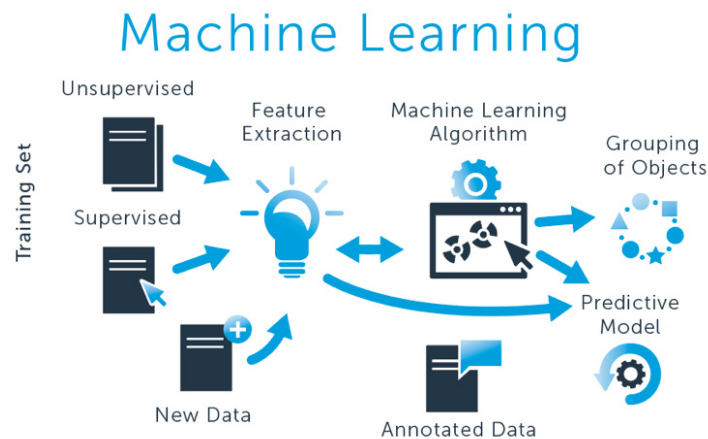 Machine Learning
Training Set
Unsupervised
Supervised
New Data
Feature
Extraction
Machine Learning
Algorithm
Grouping
of Objects
Predictive
Model
Annotated Data